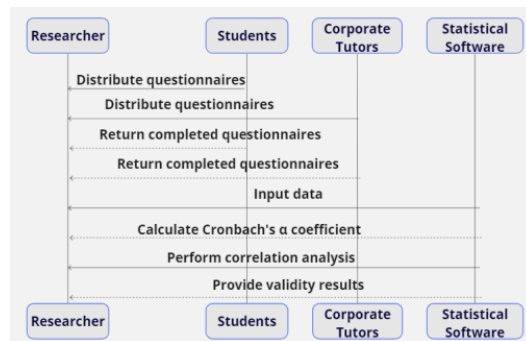 Researcher
Students
Corporate
Tutors
Statistical
Software
Distribute questionnaires
Distribute questionnaires
Return completed questionnaires
Return completed questionnaires
Input data
Calculate Cronbach's α coefficient
Perform correlation analysis
Provide validity results
Researcher
Students
Corporate
Tutors
Statistical
Software